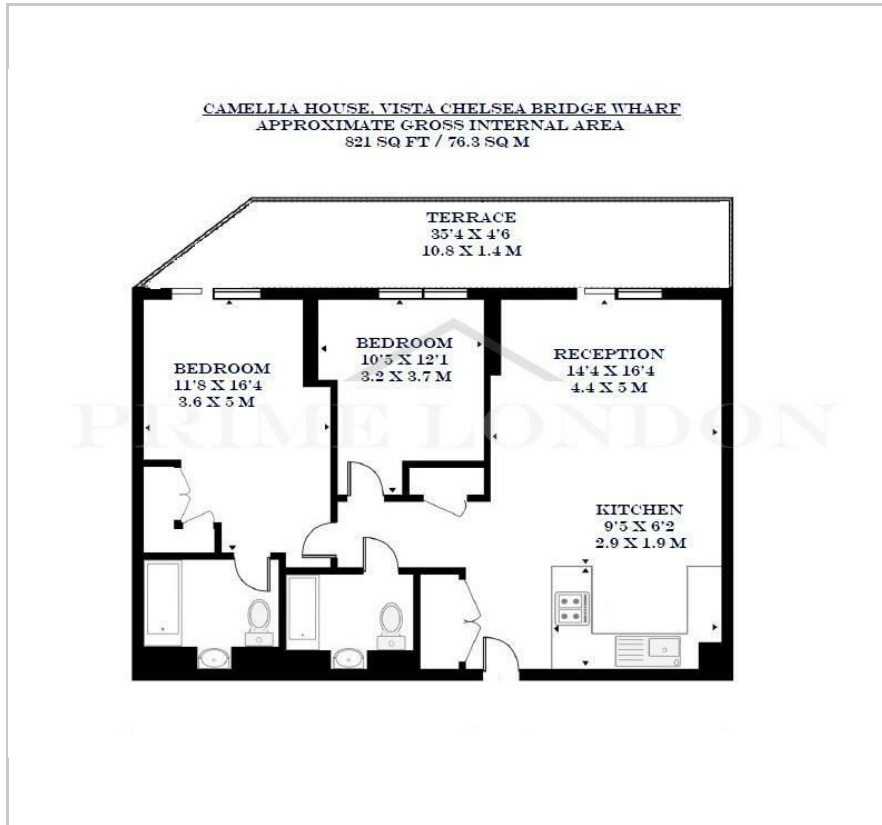 CAMELLIA HOUSE, VISTA CHELSEA BRIDGE WHARF
APPROXIMATE GROSS INTERNAL AREA
821 SQ FT / 76.3 SQ M
TERRACE
35'4 X 4'6
10.8 X 1.4 M
BEDROOM
11'8 X 16'4
3.6 X 5 M
BEDROOM
10'5 X 12'1
3.2 X 3.7 M
RECEPTION
14'4 X 16'4
4.4 X 5 M
PRIME LONDON
KITCHEN
9'5 X 6'2
2.9 X 1.9 M